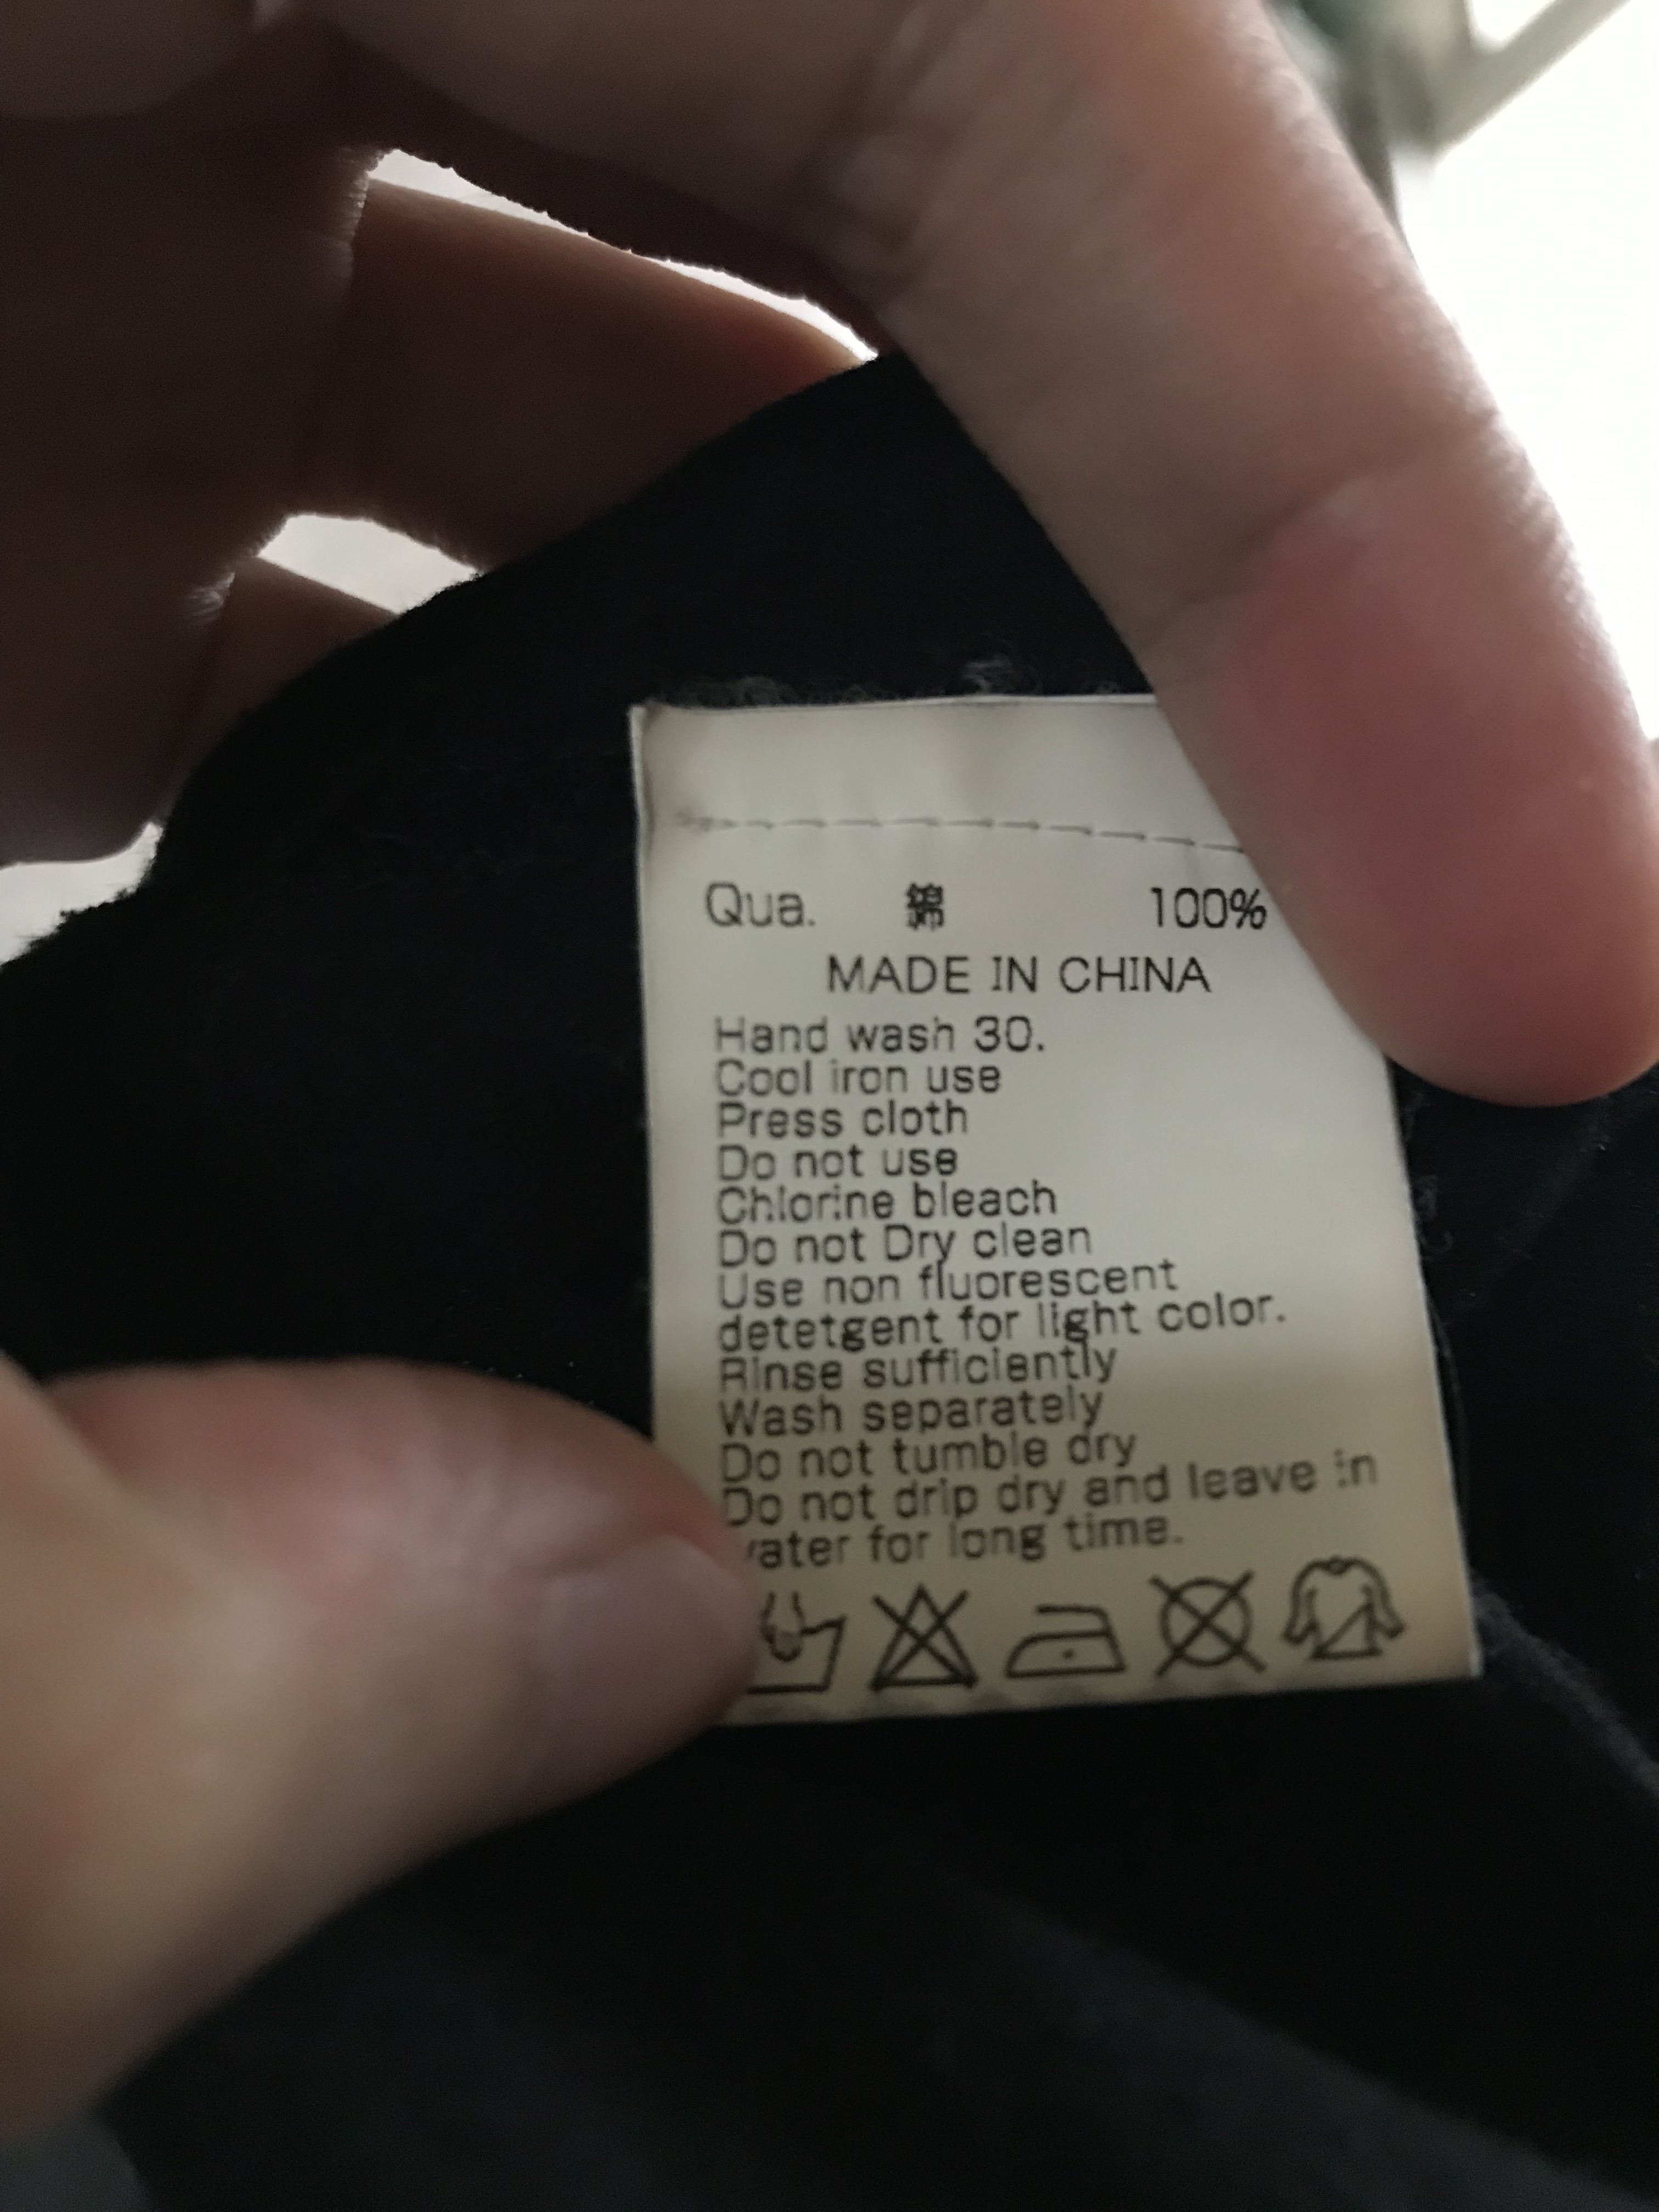 Qua. 綿 100%
MADE IN CHINA
Hand wash 30.
Cool iron use
Press cloth
Do not use
Chlorine bleach
Do not Dry clean
Use non fluorescent
detetgent for light color.
Rinse sufficiently
Wash separately
Do not tumble dry
Do not drip dry and leave in
water for long time.